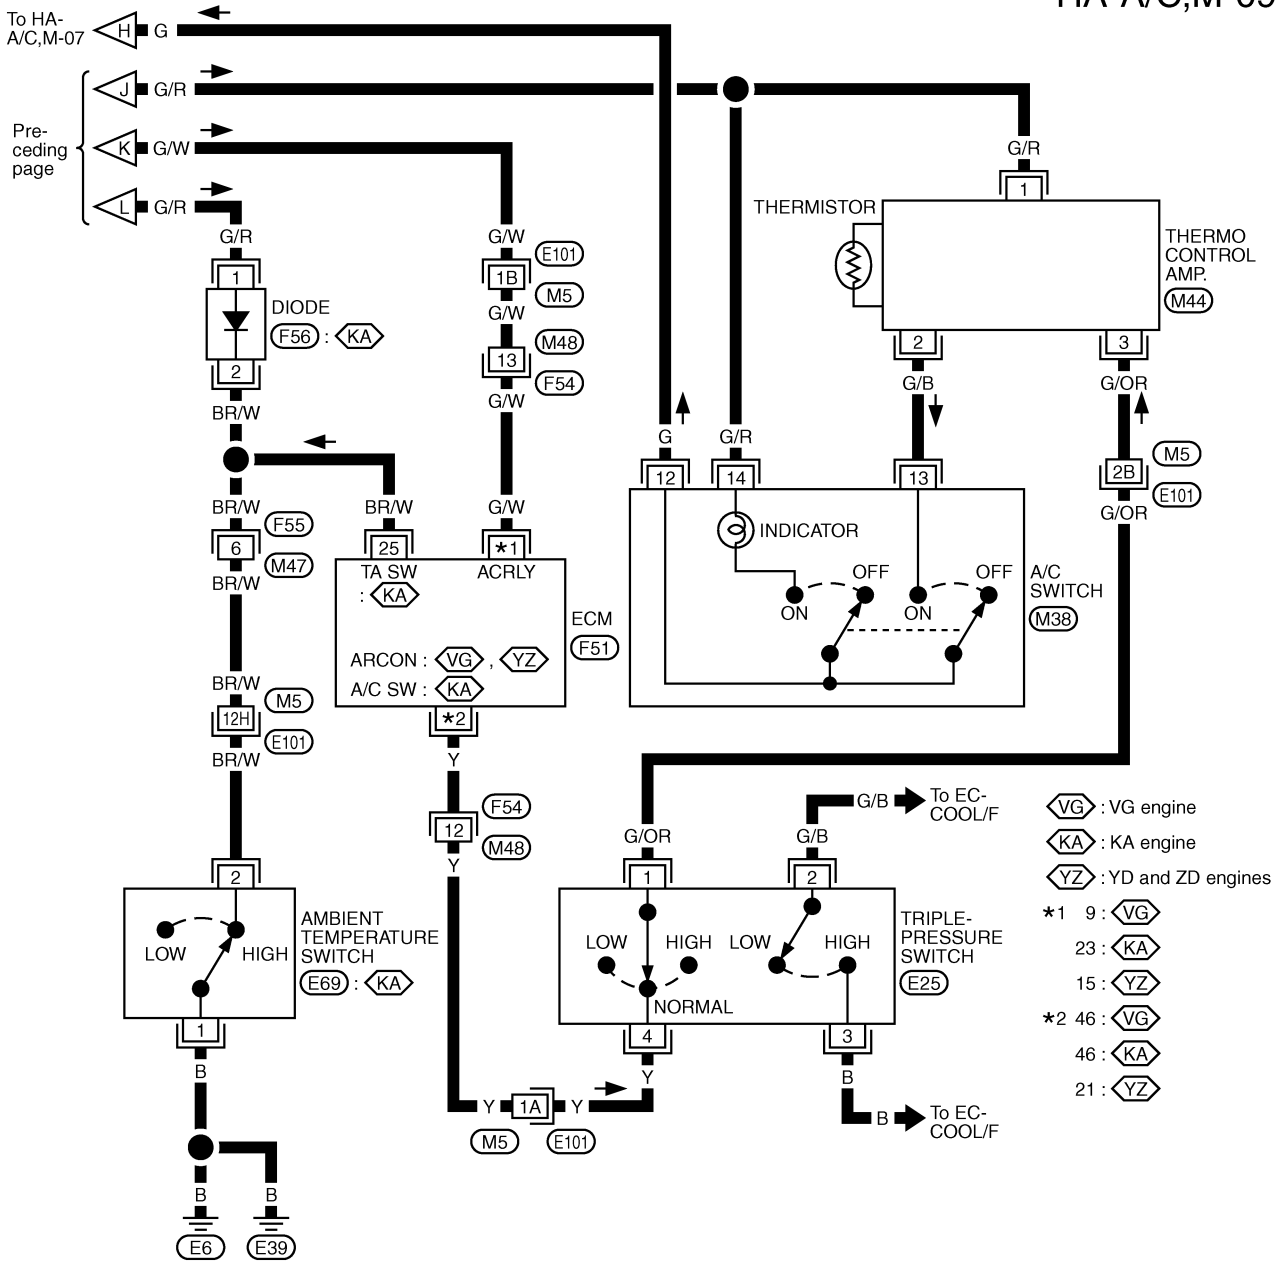 HA-A/C,M-09
To HA-
A/C,M-07
H
G
J
G/R
Pre-
ceding
page
K
G/W
L
G/R
G/R
G/W
E101
1
1B
M5
DIODE
F56 : KA
G/W
M48
13
F54
2
G/W
BR/W
G/R
1
THERMISTOR
THERMO
CONTROL
AMP.
M44
2
3
G/B
G/OR
G
G/R
M5
12
14
13
2B
E101
G/OR
BR/W
BR/W
G/W
F55
6
M47
25
*1
BR/W
TA SW
: KA
ACRLY
ECM
F51
ARCON : VG , YZ
A/C SW : KA
*2
INDICATOR
OFF
ON
OFF
ON
A/C
SWITCH
M38
BR/W
M5
12H
E101
BR/W
Y
F54
12
M48
Y
G/OR
G/B
G/B
To EC-
COOL/F
1
2
2
LOW
HIGH
AMBIENT
TEMPERATURE
SWITCH
E69 : KA
1
B
LOW
HIGH
NORMAL
LOW
HIGH
TRIPLE-
PRESSURE
SWITCH
E25
4
3
Y
B
Y
1A
Y
M5
E101
B
To EC-
COOL/F
B
B
E6
E39
VG : VG engine
KA : KA engine
YZ : YD and ZD engines
*1 9 : VG
23 : KA
15 : YZ
*2 46 : VG
46 : KA
21 : YZ